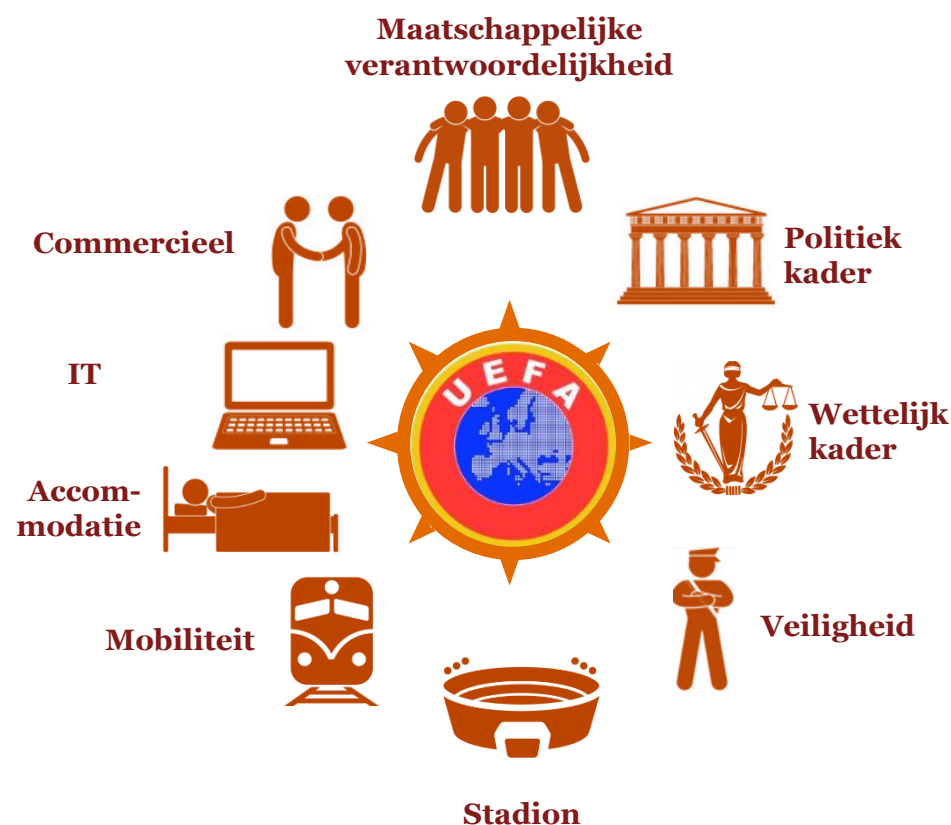 Maatschappelijke
verantwoordelijkheid
Commercieel
Politiek
kader
IT
UEFA
Wettelijk
kader
Accom-
modatie
Mobiliteit
Veiligheid
Stadion